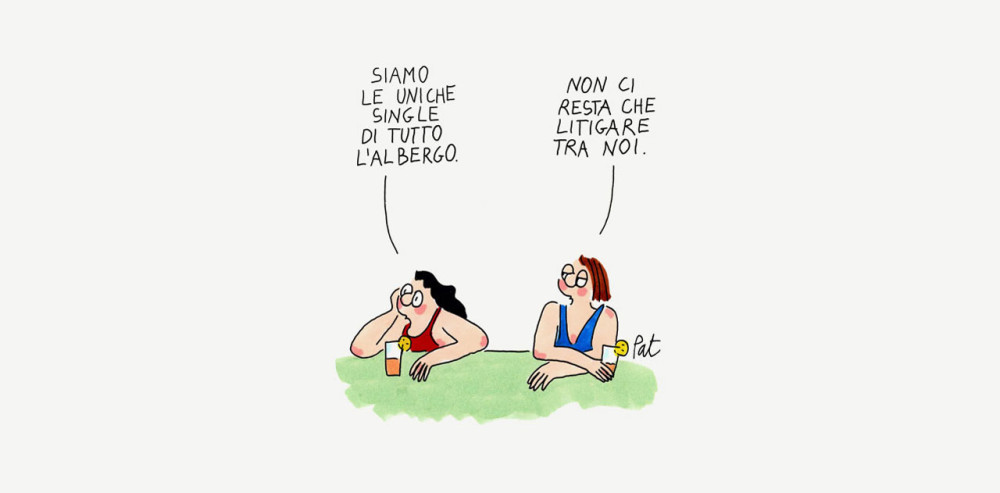 SIAMO
LE UNICHE
SINGLE
DI TUTTO
L'ALBERGO.
NON CI
RESTA CHE
LITIGARE
TRA NOI.
Pat